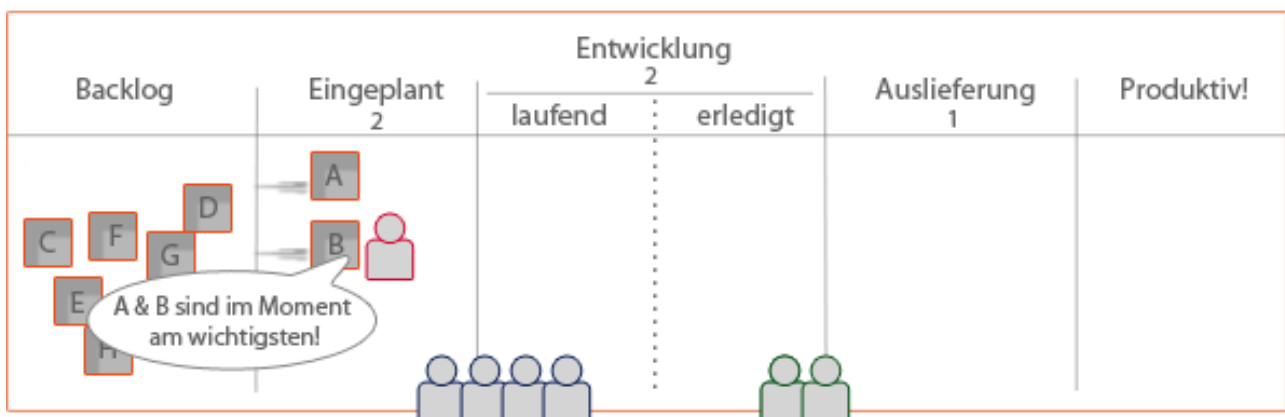 Backlog
Eingeplant
2
Entwicklung
2
laufend
erledigt
Auslieferung
1
Produktiv!
A
B
C
F
D
G
E
H
A & B sind im Moment
am wichtigsten!